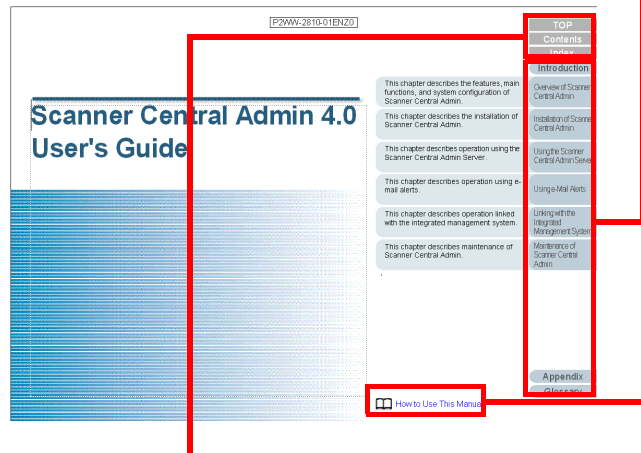 P2WW-2810-01ENZ0
TOP
Contents
Index
Introduction
Scanner Central Admin 4.0
User's Guide
This chapter describes the features, main
functions, and system configuration of
Scanner Central Admin.
Overview of Scanner
Central Admin
This chapter describes the installation of
Scanner Central Admin.
Installation of Scanner
Central Admin
This chapter describes operation using the
Scanner Central Admin Server.
Using the Scanner
Central Admin Server
This chapter describes operation using e-
mail alerts.
Using e-Mail Alerts
This chapter describes operation linked
with the integrated management system.
Linking with the
Integrated
Management System
This chapter describes maintenance of
Scanner Central Admin.
Maintenance of
Scanner Central
Admin
Appendix
Glossary
How to Use This Manual